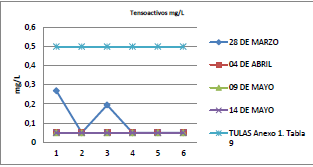 Tensoactivos mg/L
mg/L
0,6
0,5
0,4
0,3
0,2
0,1
0
1 2 3 4 5 6
28 DE MARZO
04 DE ABRIL
09 DE MAYO
14 DE MAYO
TULAS Anexo 1. Tabla
9